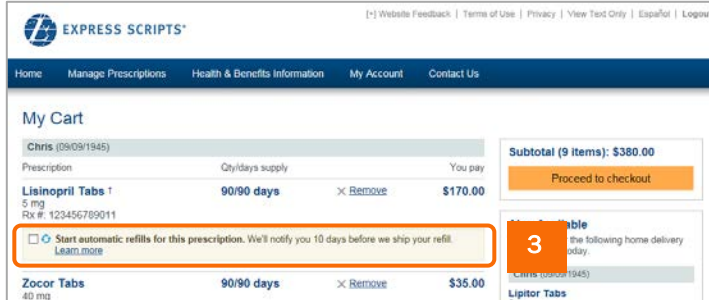 [+] Website Feedback | Terms of Use | Privacy | View Text Only | Español | Logou
EXPRESS SCRIPTS®
Home Manage Prescriptions Health & Benefits Information My Account Contact Us
My Cart
Chris (09/09/1945)
Prescription Qty/days supply You pay
Lisinopril Tabs † 90/90 days × Remove $170.00
5 mg
Rx #: 123456789011
Start automatic refills for this prescription. We'll notify you 10 days before we ship your refill.
Learn more
Zocor Tabs 90/90 days × Remove $35.00
40 mg
Subtotal (9 items): $380.00
Proceed to checkout
3
the following home delivery
today.
Chris (09/09/1945)
Lipitor Tabs